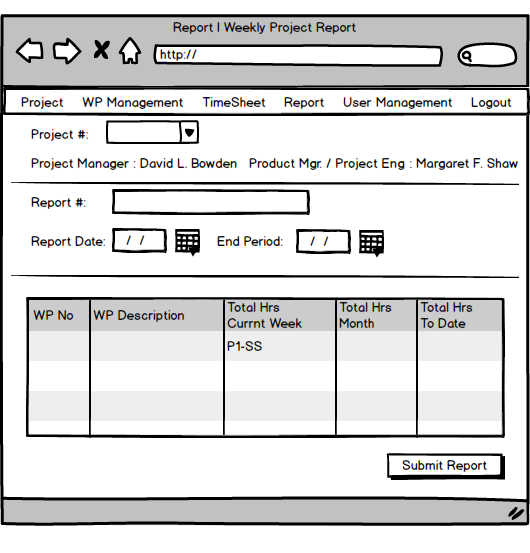 Report | Weekly Project Report
http://
Project WP Management TimeSheet Report User Management Logout
Project #:
Project Manager : David L. Bowden Product Mgr. / Project Eng : Margaret F. Shaw
Report #:
Report Date: / / End Period: / /
WP No WP Description Total Hrs Currnt Week Total Hrs Month Total Hrs To Date
P1-SS
Submit Report